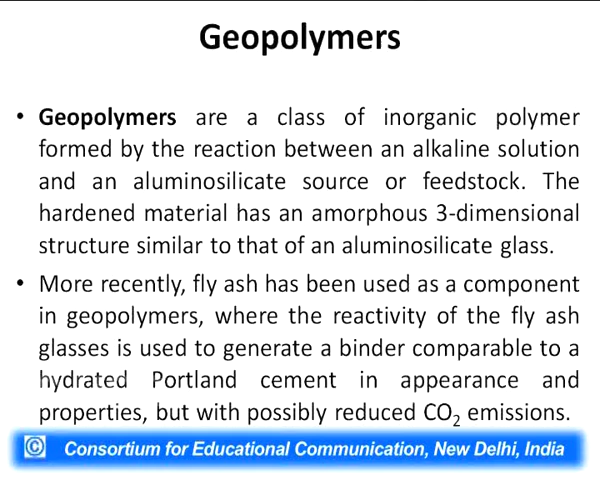 Geopolymers
• Geopolymers are a class of inorganic polymer
formed by the reaction between an alkaline solution
and an aluminosilicate source or feedstock. The
hardened material has an amorphous 3-dimensional
structure similar to that of an aluminosilicate glass.
• More recently, fly ash has been used as a component
in geopolymers, where the reactivity of the fly ash
glasses is used to generate a binder comparable to a
hydrated Portland cement in appearance and
properties, but with possibly reduced CO₂ emissions.
© Consortium for Educational Communication, New Delhi, India